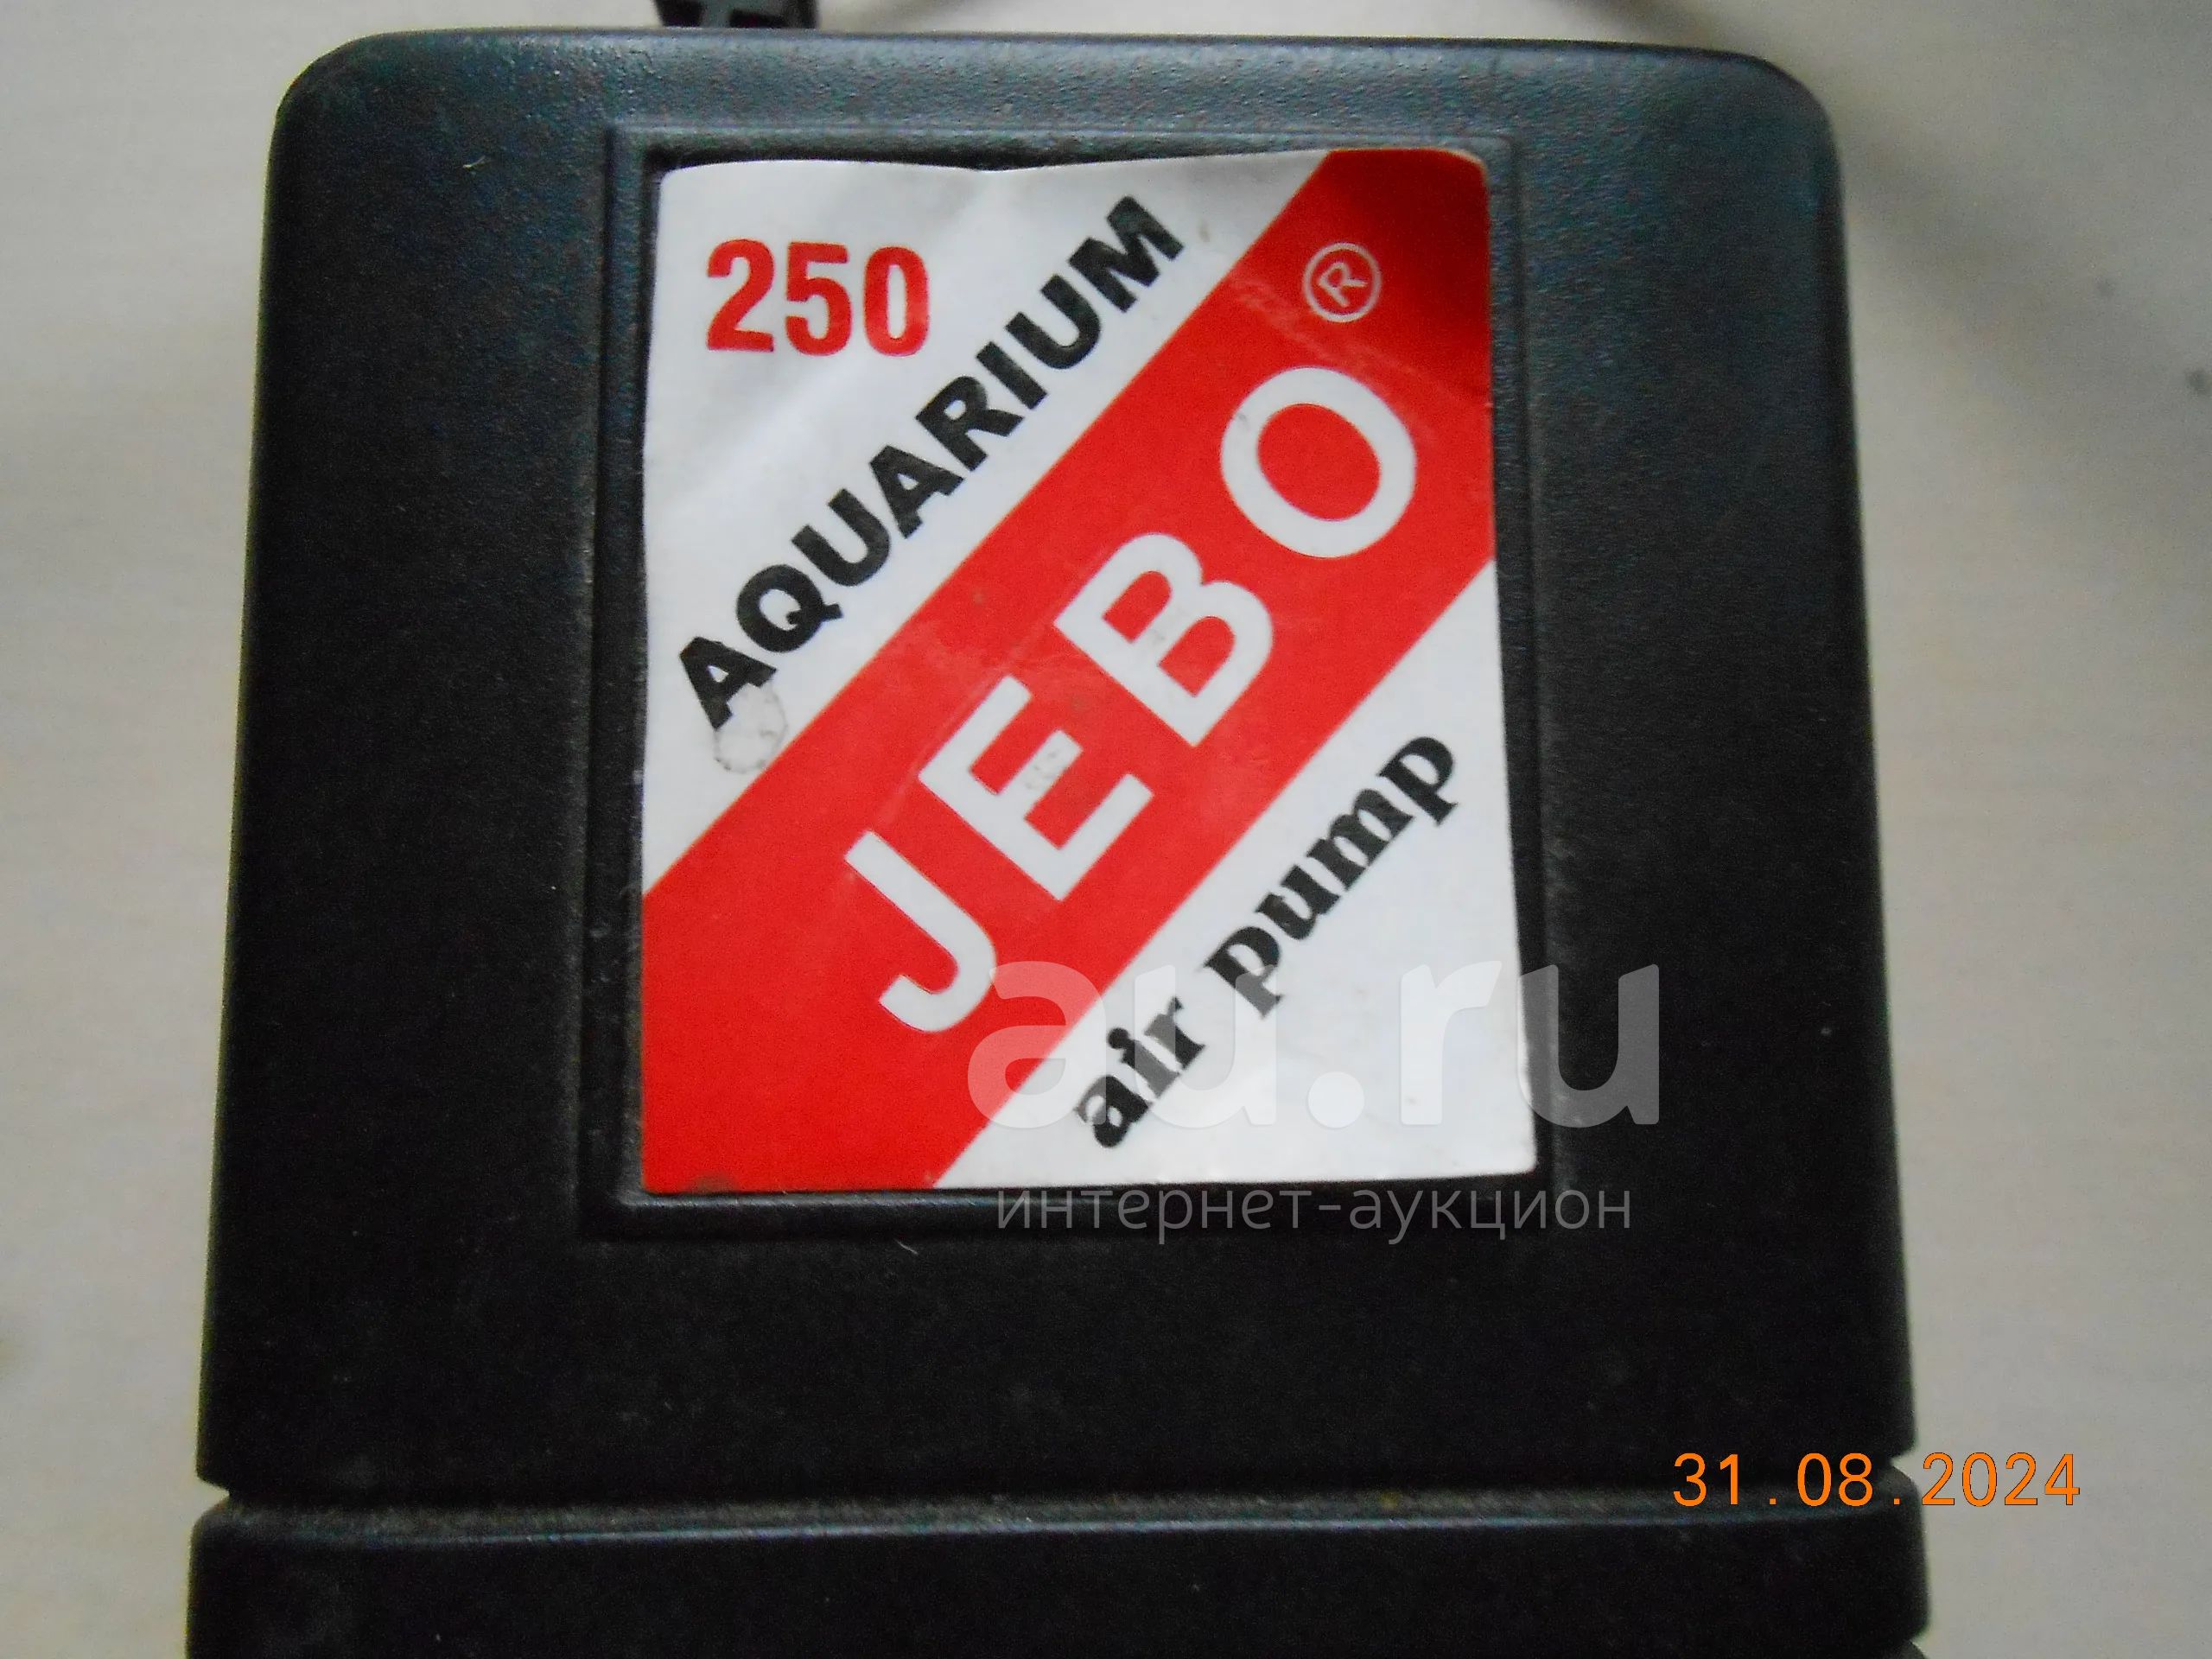 250
AQUARIUM
JEBO ®
air pump
au.ru
интернет-аукцион
31.08.2024